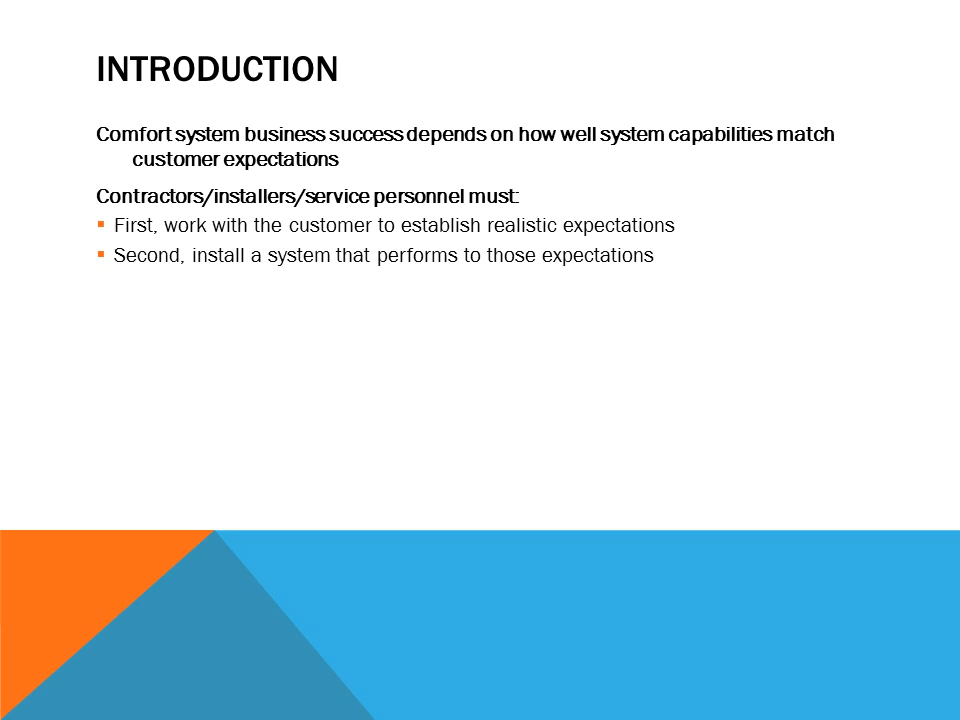 INTRODUCTION
Comfort system business success depends on how well system capabilities match
customer expectations
Contractors/installers/service personnel must:
▪ First, work with the customer to establish realistic expectations
▪ Second, install a system that performs to those expectations